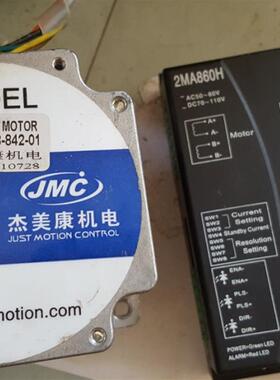 DEL
MOTOR
-842-01
机电
10728
JMC
杰美康机电
JUST MOTION CONTROL
motion.com
2MA860H
AC50~80V
DC70~110V
A+
A-
B+
B-
Motor
SW1
SW2
SW3
SW4
SW5
SW6
SW7
SW8
Current
Setting
Standby Current
Resolution
Setting
ENA-
ENA+
PLS-
PLS+
DIR-
DIR+
POWER=Green LED
ALARM=Red LED